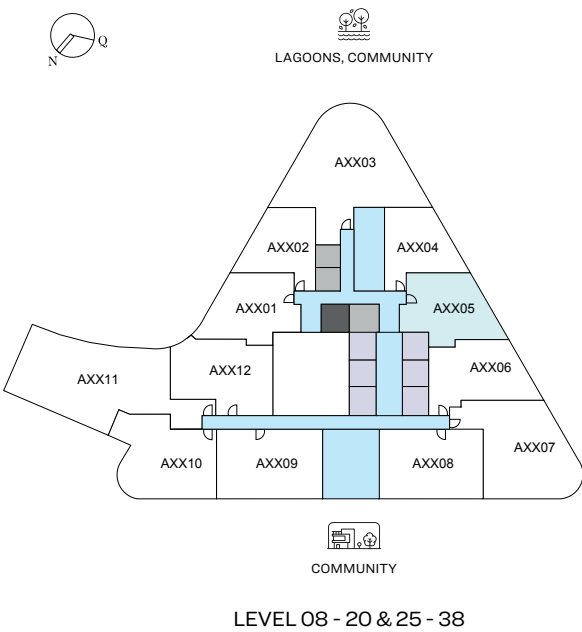 N
Q
LAGOONS, COMMUNITY
AXX03
AXX02
AXX04
AXX01
AXX05
AXX06
AXX12
AXX11
AXX07
AXX10
AXX09
AXX08
COMMUNITY
LEVEL 08 - 20 & 25 - 38